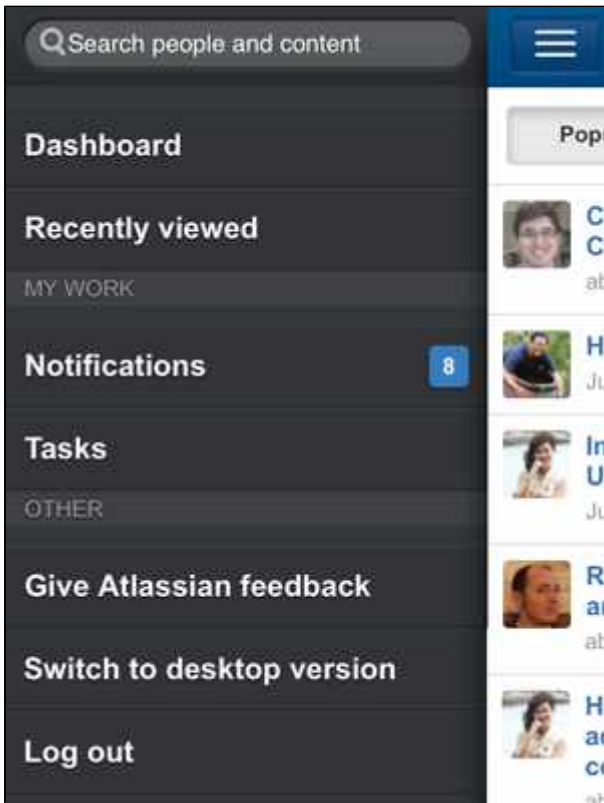 Search people and content
Dashboard
Recently viewed
MY WORK
Notifications
8
Tasks
OTHER
Give Atlassian feedback
Switch to desktop version
Log out